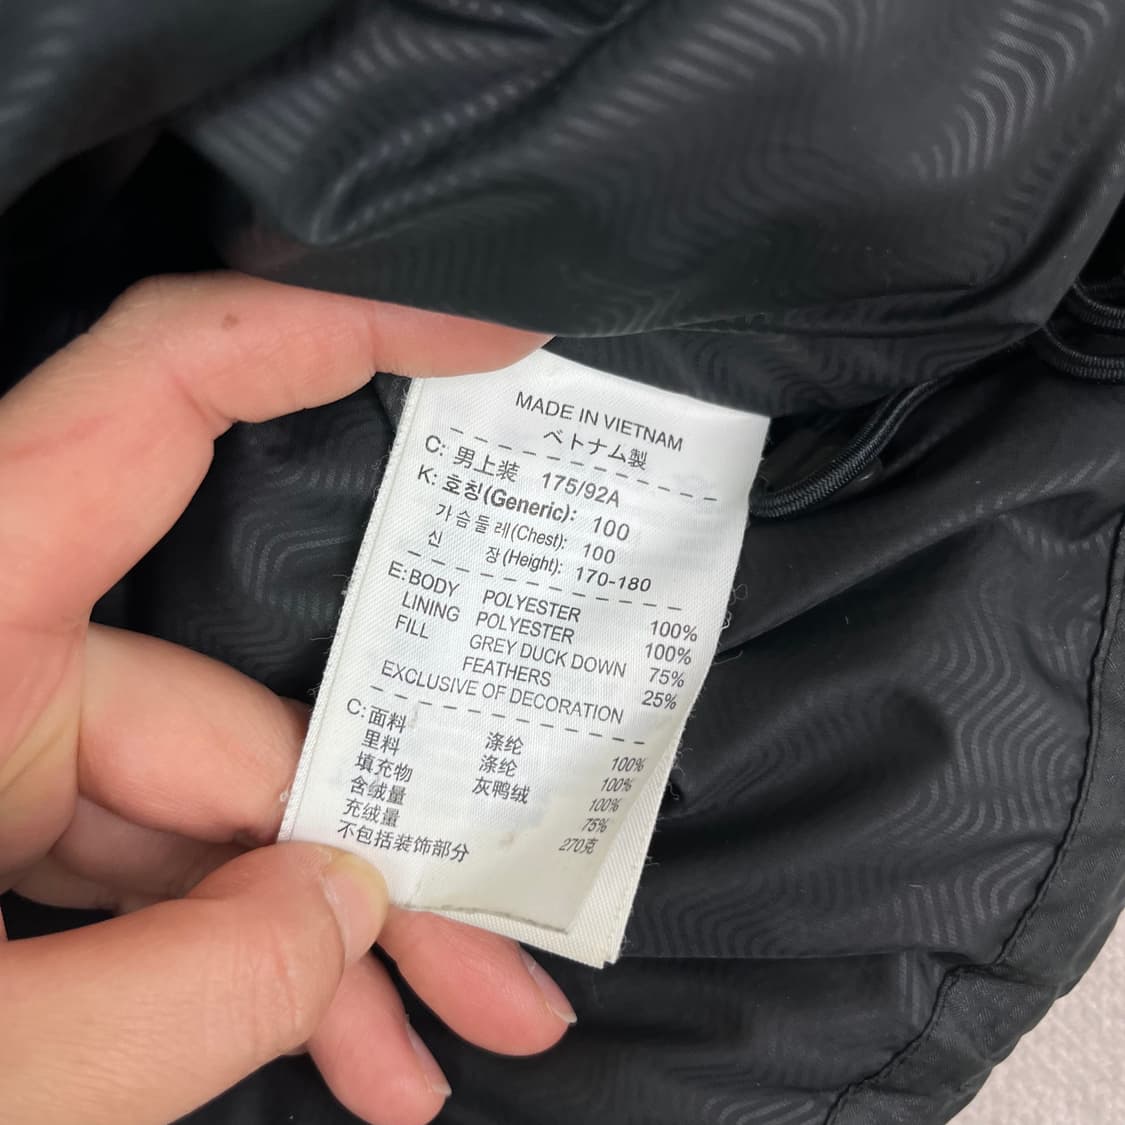 MADE IN VIETNAM
ベトナム製
C: 男上装 175/92A
K: 호칭(Generic): 100
가슴둘레(Chest): 100
신 장(Height): 170-180
E: BODY POLYESTER 100%
LINING POLYESTER 100%
FILL GREY DUCK DOWN 75%
FEATHERS 25%
EXCLUSIVE OF DECORATION
C: 面料 涤纶 100%
里料 涤纶 100%
填充物 灰鸭绒 100%
含绒量 75%
充绒量 270克
不包括装饰部分